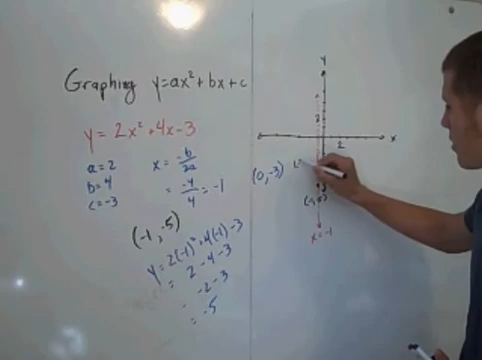 Graphing y=ax²+bx+c
y = 2x² + 4x - 3
a = 2
b = 4
c = -3
x = -b/2a
= -4/4 = -1
(-1, -5)
y = 2(-1)² + 4(-1) - 3
= 2 - 4 - 3
= -2 - 3
= -5
y
x
2
2
(0, -3)
(-1, -5)
x = -1